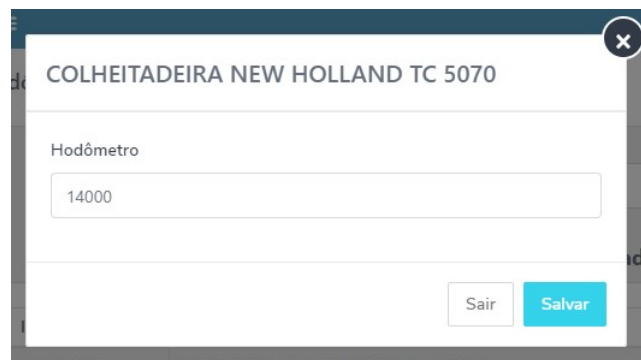 COLHEITADEIRA NEW HOLLAND TC 5070
Hodômetro
14000
Sair
Salvar